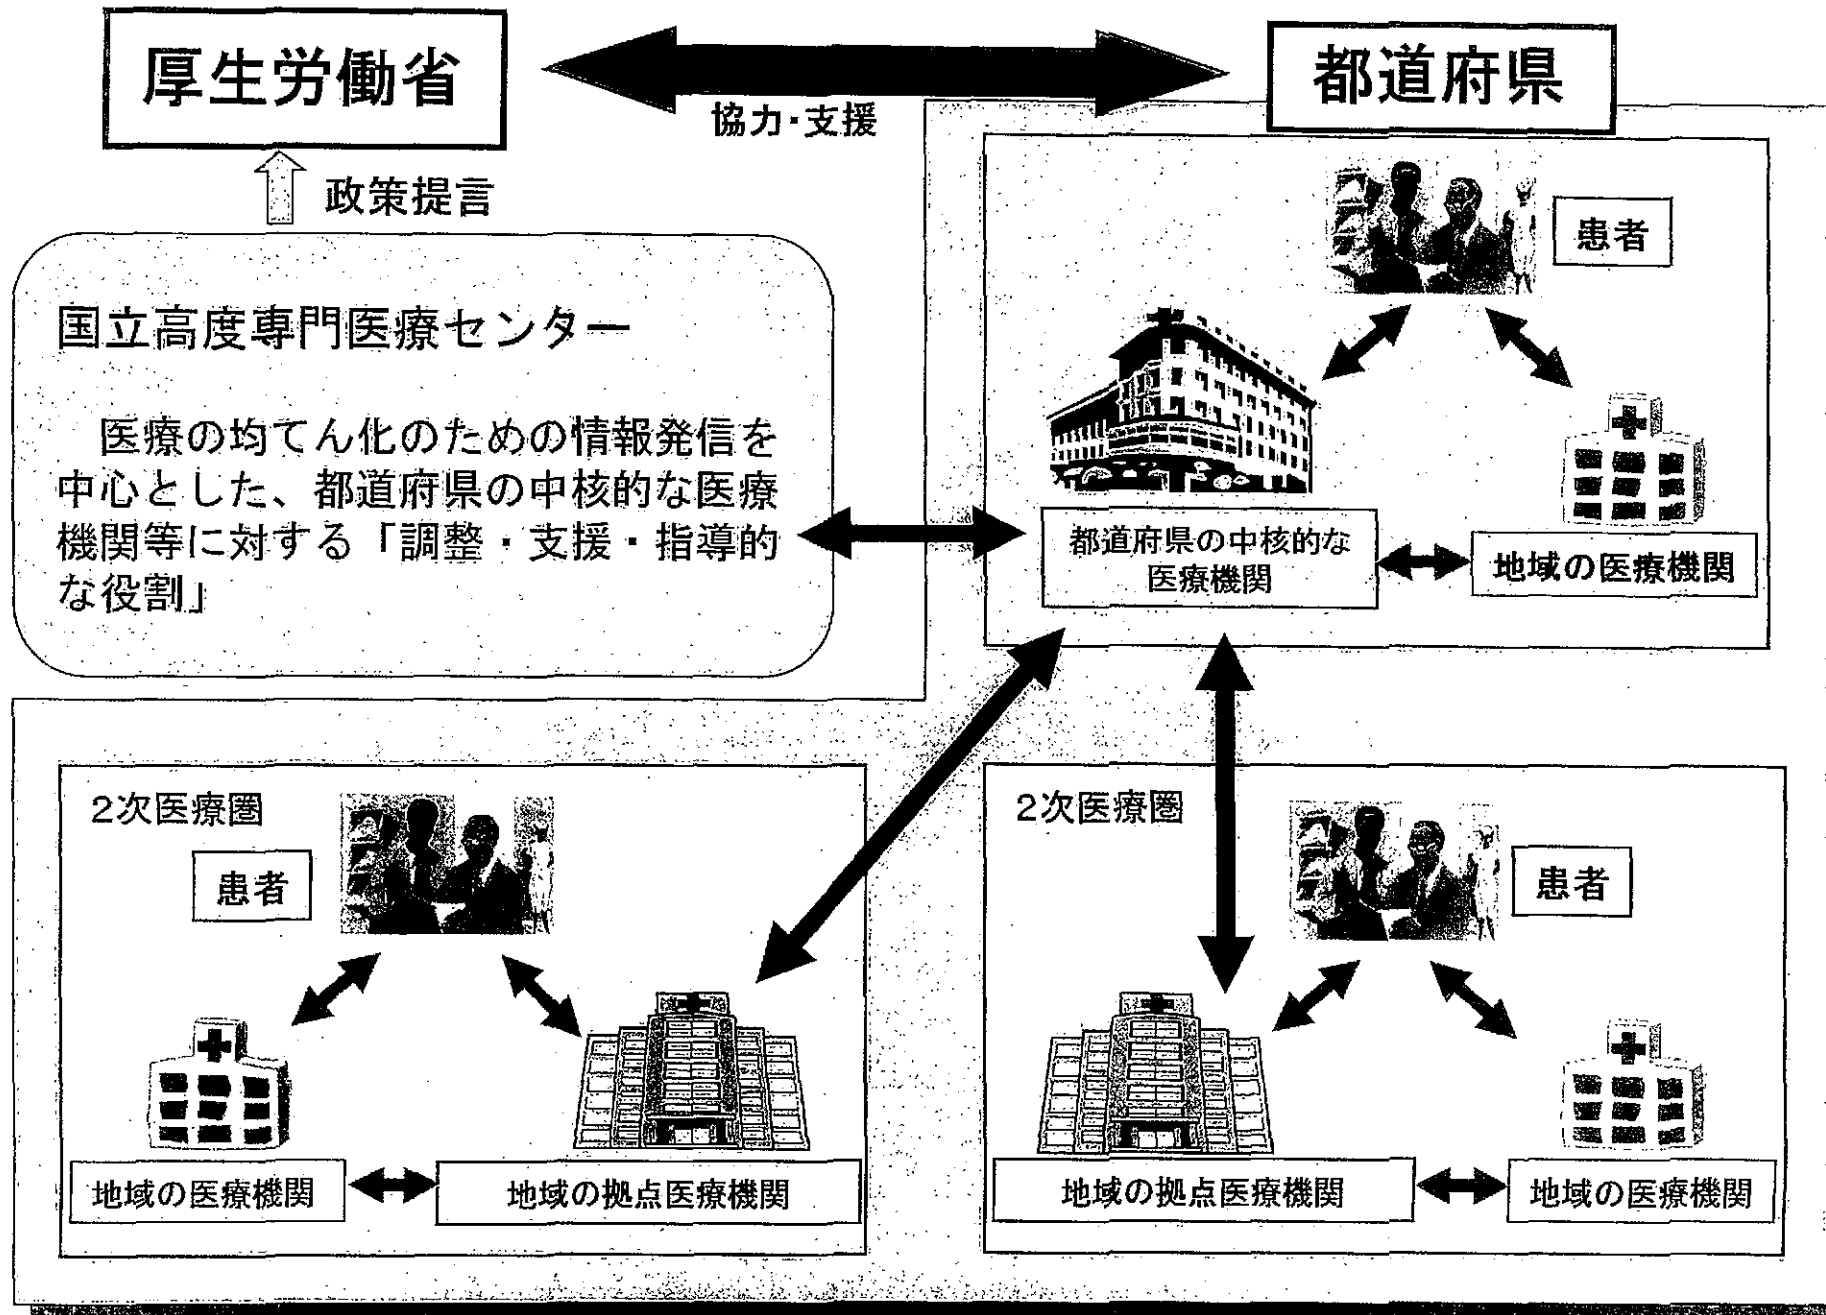 厚生労働省
都道府県
協力・支援
政策提言
国立高度専門医療センター
医療の均てん化のための情報発信を
中心とした、都道府県の中核的な医療
機関等に対する「調整・支援・指導的
な役割」
患者
都道府県の中核的な
医療機関
地域の医療機関
2次医療圏
患者
地域の医療機関
地域の拠点医療機関
2次医療圏
患者
地域の拠点医療機関
地域の医療機関